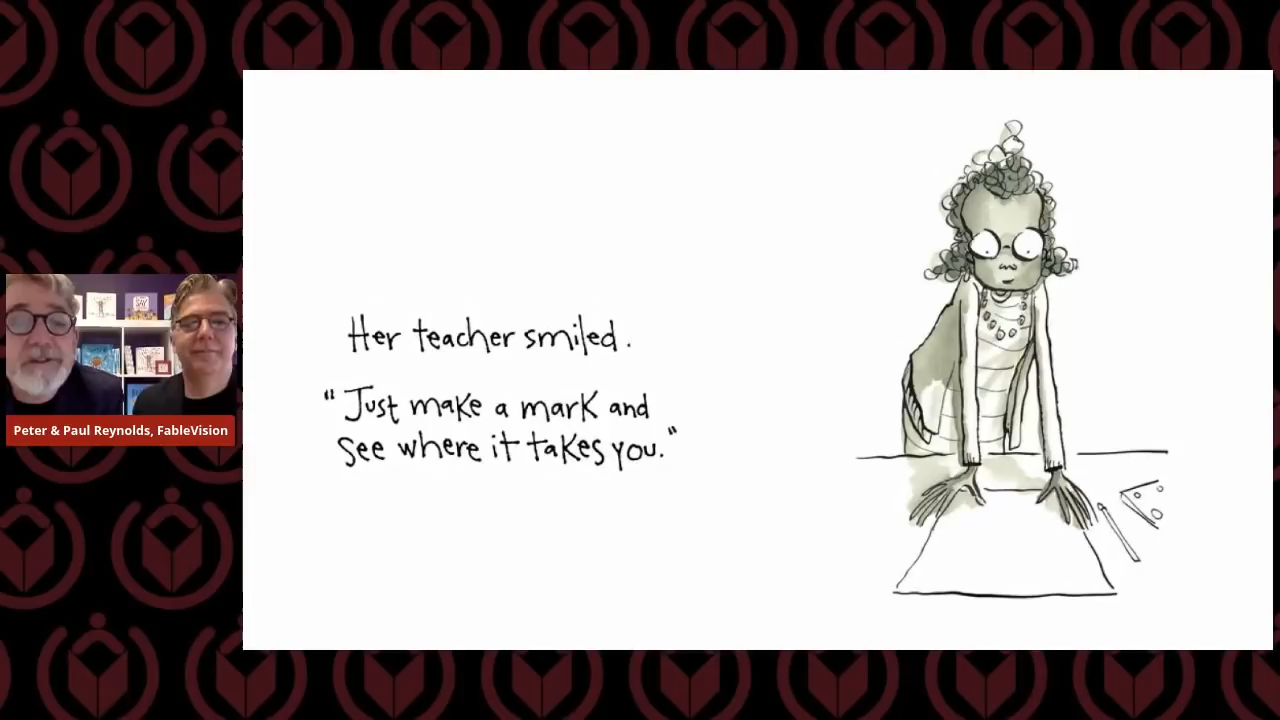 Her teacher smiled.
"Just make a mark and
see where it takes you."
Peter & Paul Reynolds, FableVision